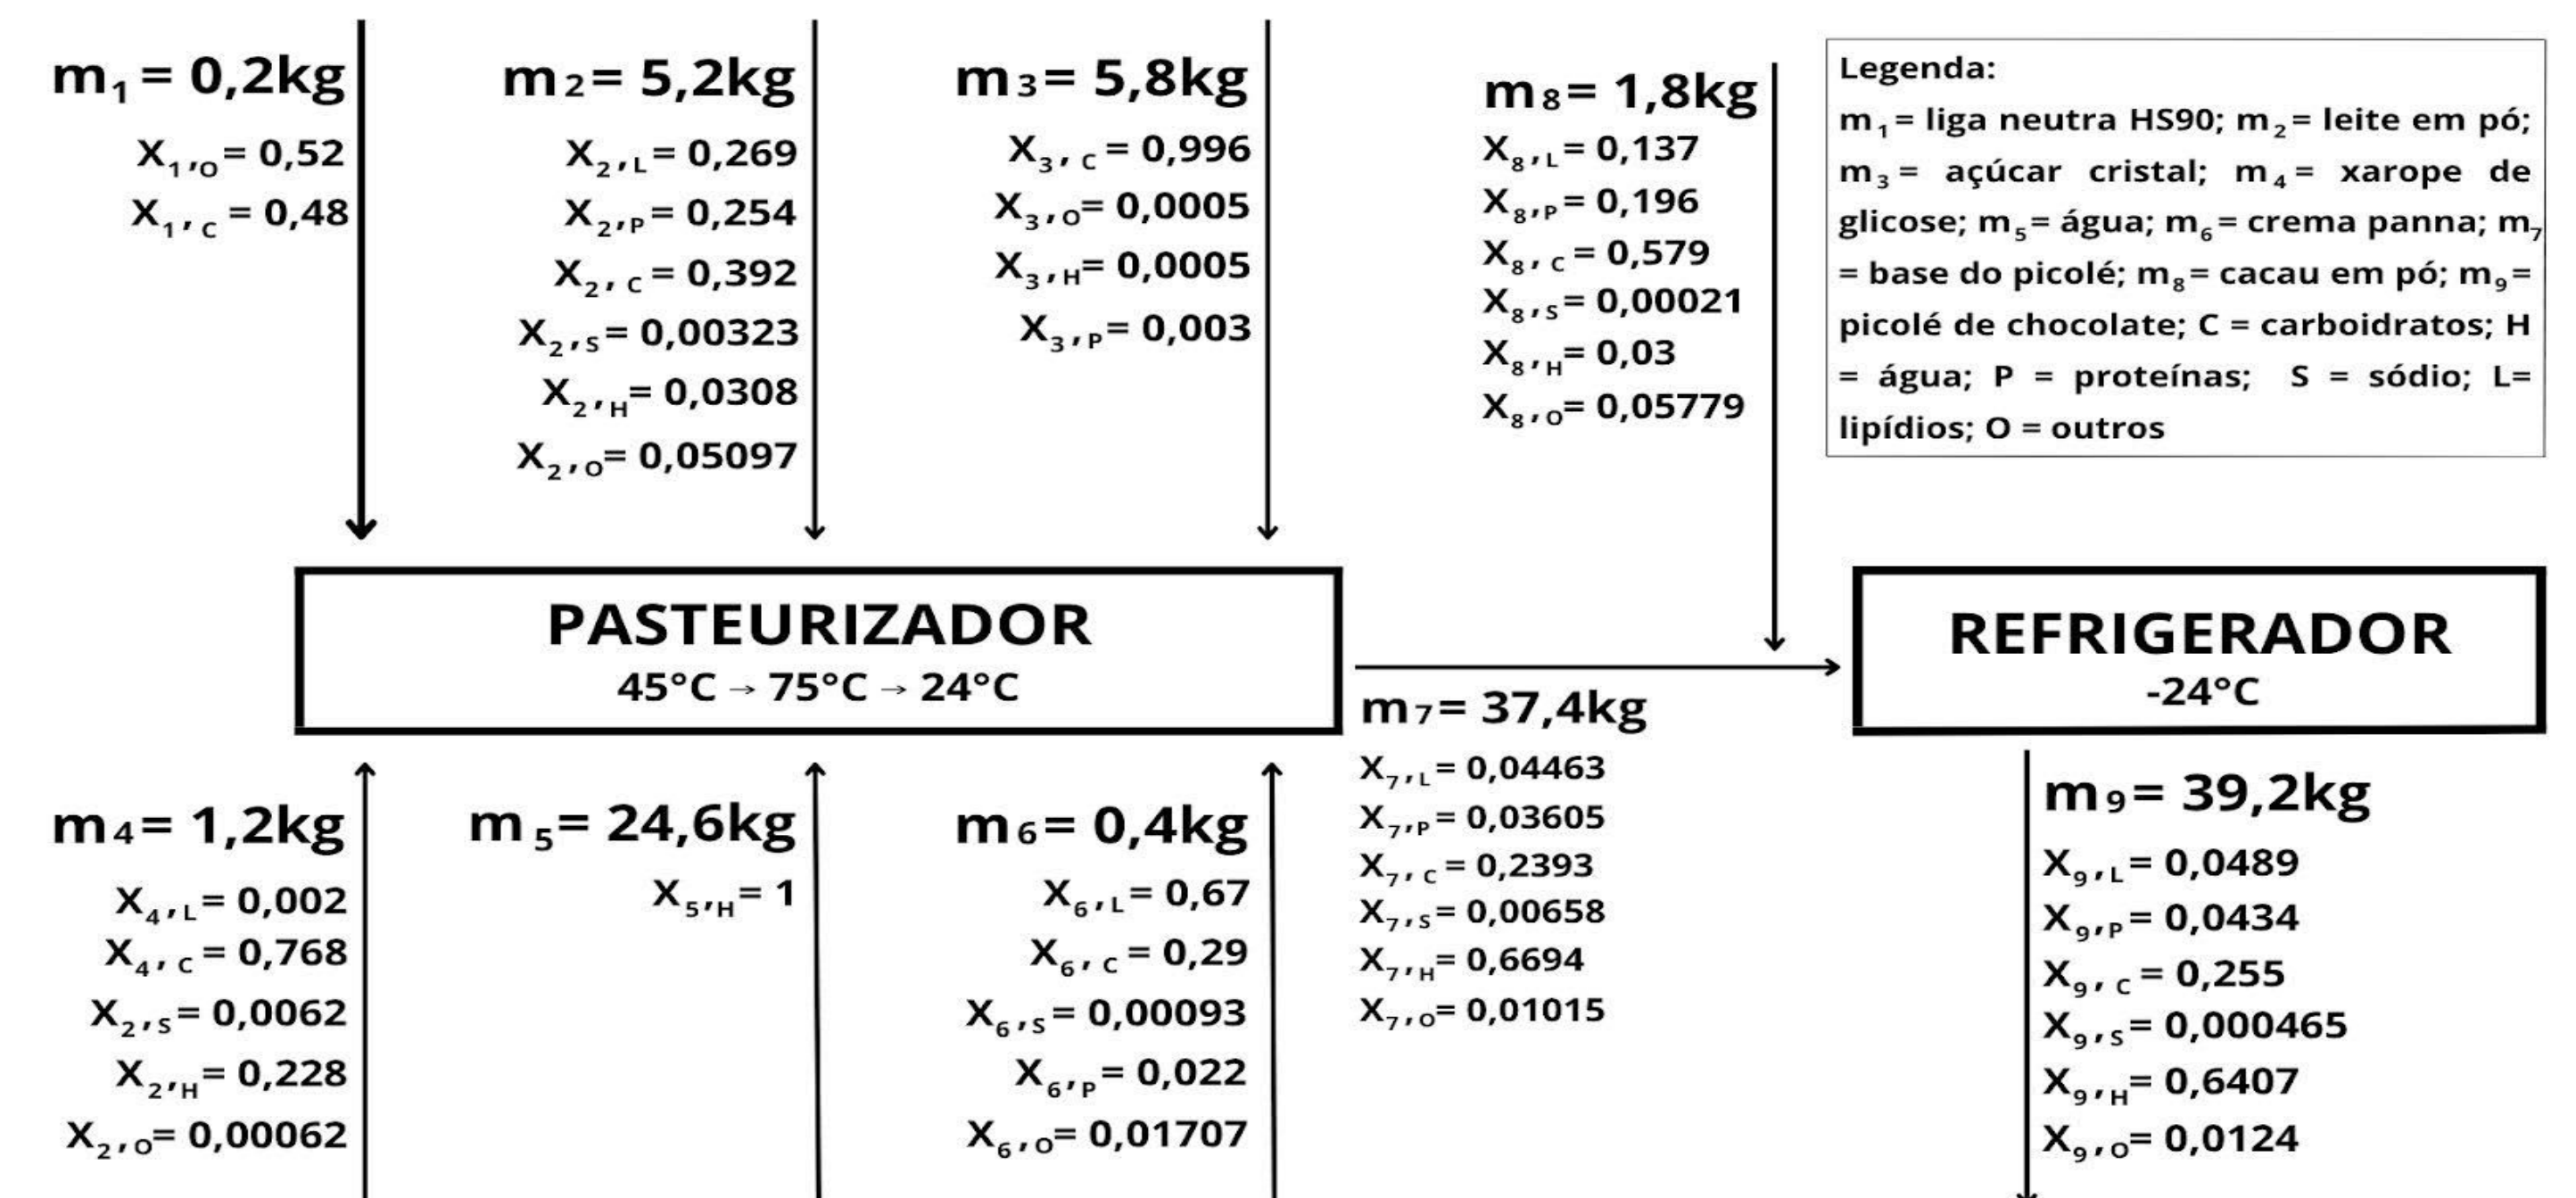 m₁ = 0,2kg
X₁,O = 0,52
X₁, C = 0,48
m₂ = 5,2kg
X₂,L = 0,269
X₂,P = 0,254
X₂, C = 0,392
X₂,S = 0,00323
X₂,H = 0,0308
X₂,O = 0,05097
m₃ = 5,8kg
X₃, C = 0,996
X₃,O = 0,0005
X₃,H = 0,0005
X₃,P = 0,003
m₈ = 1,8kg
X₈,L = 0,137
X₈,P = 0,196
X₈, C = 0,579
X₈,S = 0,00021
X₈,H = 0,03
X₈,O = 0,05779
Legenda:
m₁ = liga neutra HS90; m₂ = leite em pó;
m₃ = açúcar cristal; m₄ = xarope de
glicose; m₅ = água; m₆ = crema panna; m₇
= base do picolé; m₈ = cacau em pó; m₉ =
picolé de chocolate; C = carboidratos; H
= água; P = proteínas; S = sódio; L=
lipídios; O = outros
PASTEURIZADOR
45°C → 75°C → 24°C
REFRIGERADOR
-24°C
m₄ = 1,2kg
X₄,L = 0,002
X₄, C = 0,768
X₂,S = 0,0062
X₂,H = 0,228
X₂,O = 0,00062
m₅ = 24,6kg
X₅,H = 1
m₆ = 0,4kg
X₆,L = 0,67
X₆, C = 0,29
X₆,S = 0,00093
X₆,P = 0,022
X₆,O = 0,01707
m₇ = 37,4kg
X₇,L = 0,04463
X₇,P = 0,03605
X₇, C = 0,2393
X₇,S = 0,00658
X₇,H = 0,6694
X₇,O = 0,01015
m₉ = 39,2kg
X₉,L = 0,0489
X₉,P = 0,0434
X₉, C = 0,255
X₉,S = 0,000465
X₉,H = 0,6407
X₉,O = 0,0124